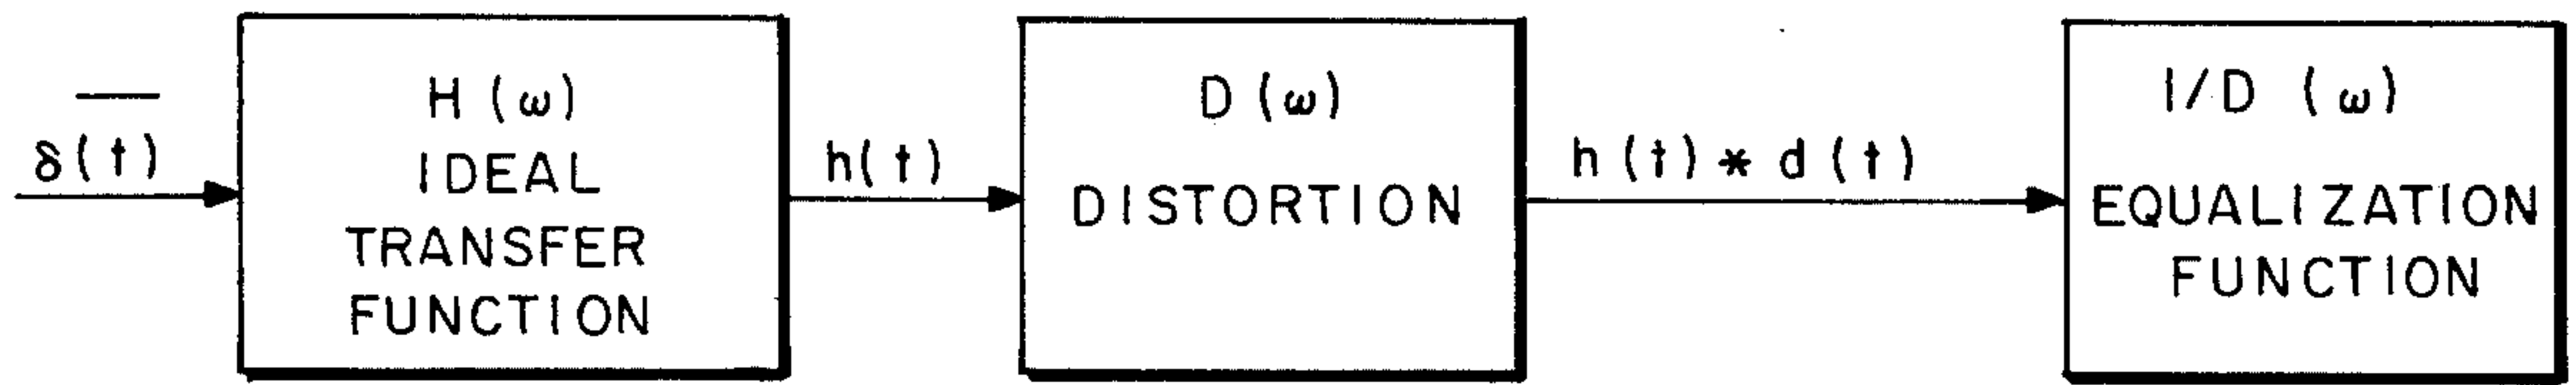 δ(t)
H (ω)
IDEAL
TRANSFER
FUNCTION
h(t)
D (ω)
DISTORTION
h (t) * d (t)
1/D (ω)
EQUALIZATION
FUNCTION